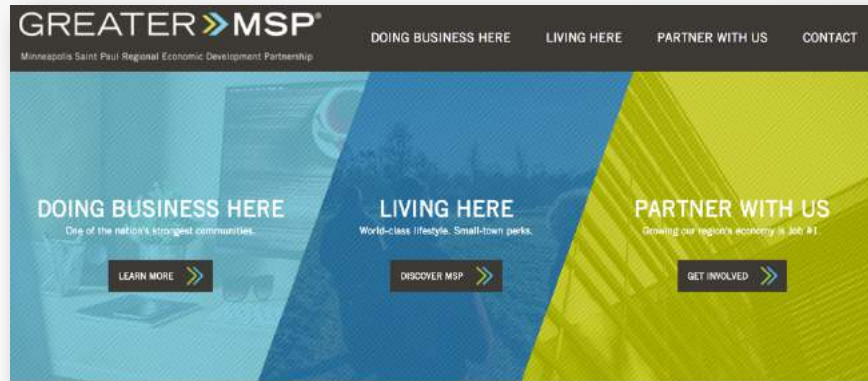 GREATER MSP®
DOING BUSINESS HERE
LIVING HERE
PARTNER WITH US
CONTACT
Minneapolis Saint Paul Regional Economic Development Partnership
DOING BUSINESS HERE
One of the nation's strongest communities.
LEARN MORE
LIVING HERE
World-class lifestyle. Small-town perks.
DISCOVER MSP
PARTNER WITH US
Growing our region's economy is Job #1.
GET INVOLVED